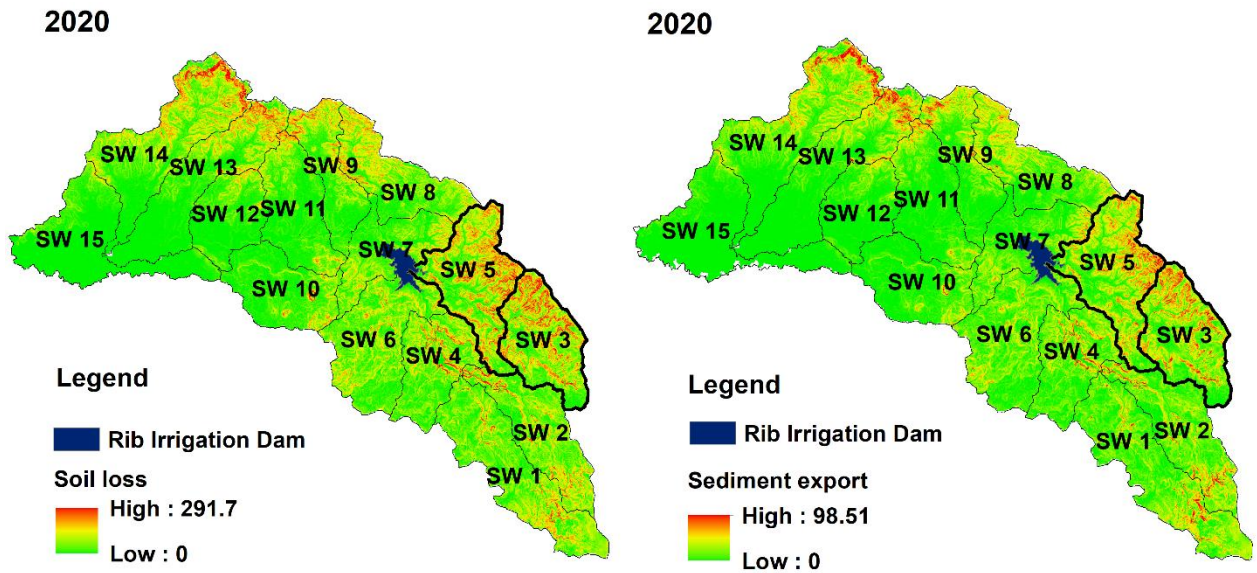 2020
SW 14
SW 13
SW 9
SW 8
SW 12
SW 11
SW 15
SW 7
SW 5
SW 10
SW 6
SW 4
SW 3
SW 2
SW 1
Legend
Rib Irrigation Dam
Soil loss
High : 291.7
Low : 0
2020
SW 14
SW 13
SW 9
SW 8
SW 12
SW 11
SW 15
SW 7
SW 5
SW 10
SW 6
SW 4
SW 3
SW 1
SW 2
Legend
Rib Irrigation Dam
Sediment export
High : 98.51
Low : 0